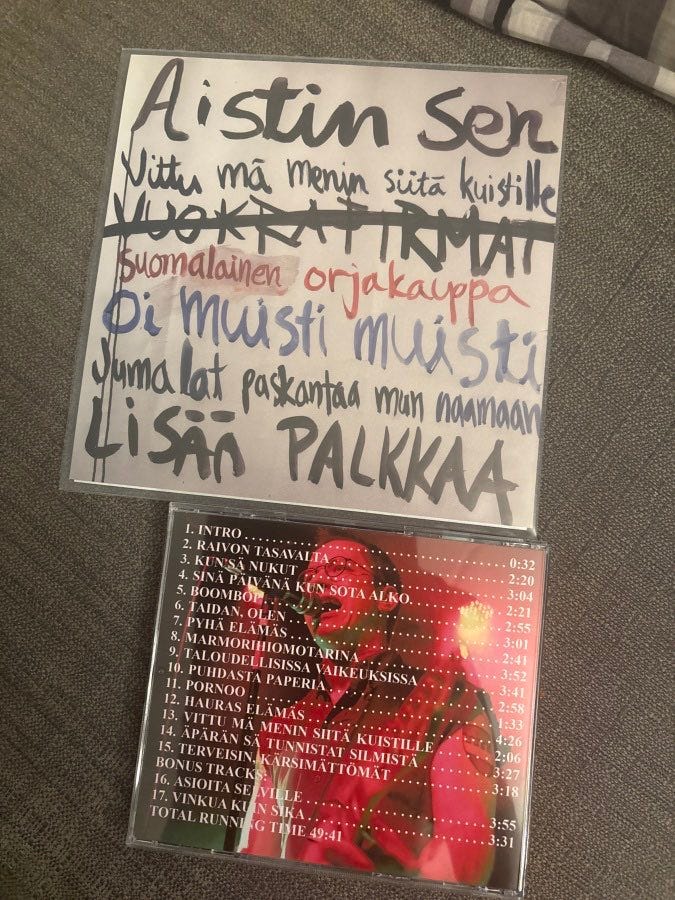 Aistin sen
Vittu mä menin siitä kuistille
VUOKRAFIRMAT
suomalainen orjakauppa
Oi muisti muisti
Jumalat paskantaa mun naamaan
LISÄÄ PALKKAA
1. INTRO 0:32
2. RAIVON TASAVALTA 2:20
3. KUN SÄ NUKUT 3:04
4. SINÄ PÄIVÄNÄ KUN SOTA ALKO 2:21
5. BOOMBOP 2:55
6. TAIDAN, OLEN 3:01
7. PYHÄ ELÄMÄS 2:41
8. MARMORIHIOMOTARINA 3:52
9. TALOUDELLISISSA VAIKEUKSISSA 3:41
10. PUHDASTA PAPERIA 2:58
11. PORNOO 1:33
12. HAURAS ELÄMÄS 4:26
13. VITTU MÄ MENIN SIITÄ KUISTILLE 2:06
14. ÄPÄRÄN SÄ TUNNISTAT SILMISTÄ 3:27
15. TERVEISIN, KÄRSIMÄTTÖMÄT 3:18
BONUS TRACKS:
16. ASIOITA SELVILLE 3:55
17. VINKUA KUIN SIKA 3:31
TOTAL RUNNING TIME 49:41